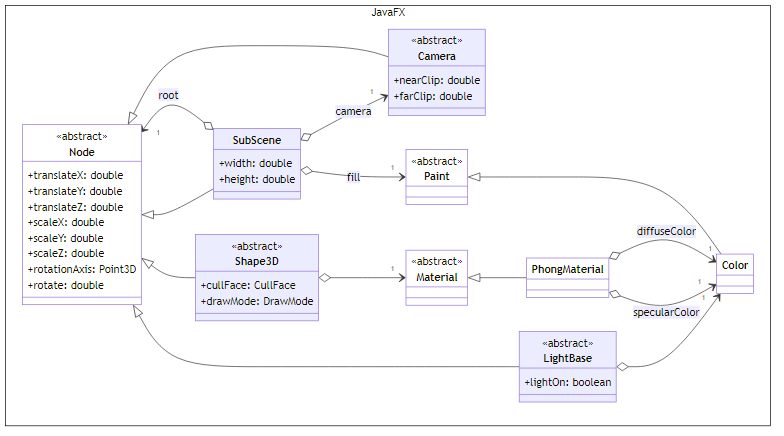 JavaFX
«abstract»
Camera
+nearClip: double
+farClip: double
root
1
1
camera
«abstract»
Node
+translateX: double
+translateY: double
+translateZ: double
+scaleX: double
+scaleY: double
+scaleZ: double
+rotationAxis: Point3D
+rotate: double
SubScene
+width: double
+height: double
fill
1
«abstract»
Paint
«abstract»
Shape3D
+cullFace: CullFace
+drawMode: DrawMode
1
«abstract»
Material
PhongMaterial
diffuseColor
1
Color
1
1
specularColor
«abstract»
LightBase
+lightOn: boolean